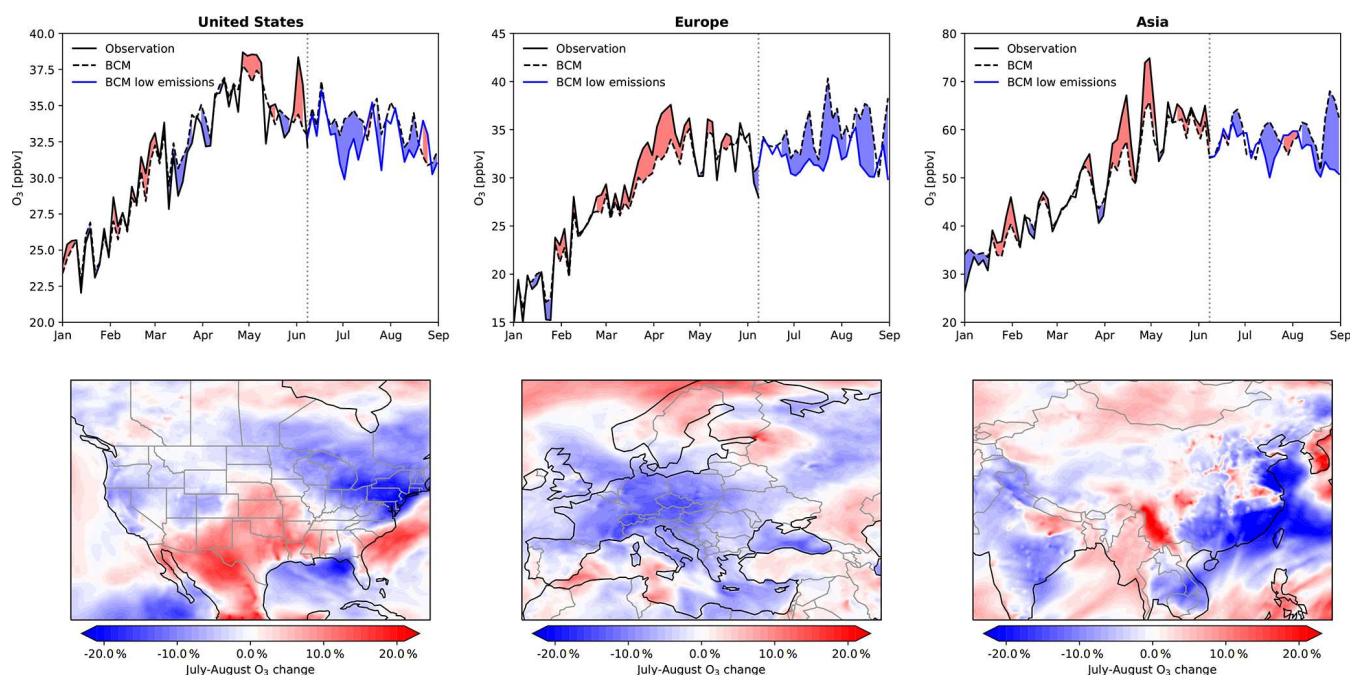 United States
O₃ [ppbv]
40.0
37.5
35.0
32.5
30.0
27.5
25.0
22.5
20.0
Observation
BCM
BCM low emissions
Jan Feb Mar Apr May Jun Jul Aug Sep
Europe
O₃ [ppbv]
45
40
35
30
25
20
15
Observation
BCM
BCM low emissions
Jan Feb Mar Apr May Jun Jul Aug Sep
Asia
O₃ [ppbv]
80
70
60
50
40
30
20
Observation
BCM
BCM low emissions
Jan Feb Mar Apr May Jun Jul Aug Sep
-20.0 % -10.0 % 0.0 % 10.0 % 20.0 %
July-August O₃ change
-20.0 % -10.0 % 0.0 % 10.0 % 20.0 %
July-August O₃ change
-20.0 % -10.0 % 0.0 % 10.0 % 20.0 %
July-August O₃ change